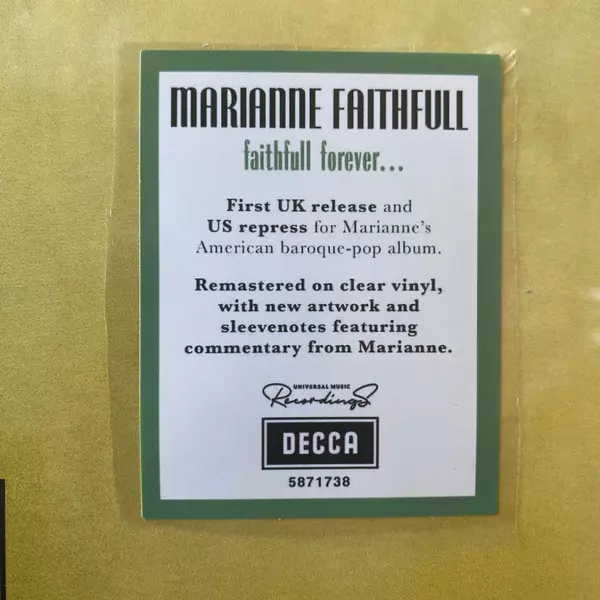 MARIANNE FAITHFULL
faithfull forever...
First UK release and
US repress for Marianne's
American baroque-pop album.
Remastered on clear vinyl,
with new artwork and
sleevenotes featuring
commentary from Marianne.
UNIVERSAL MUSIC
Recordings
DECCA
5871738